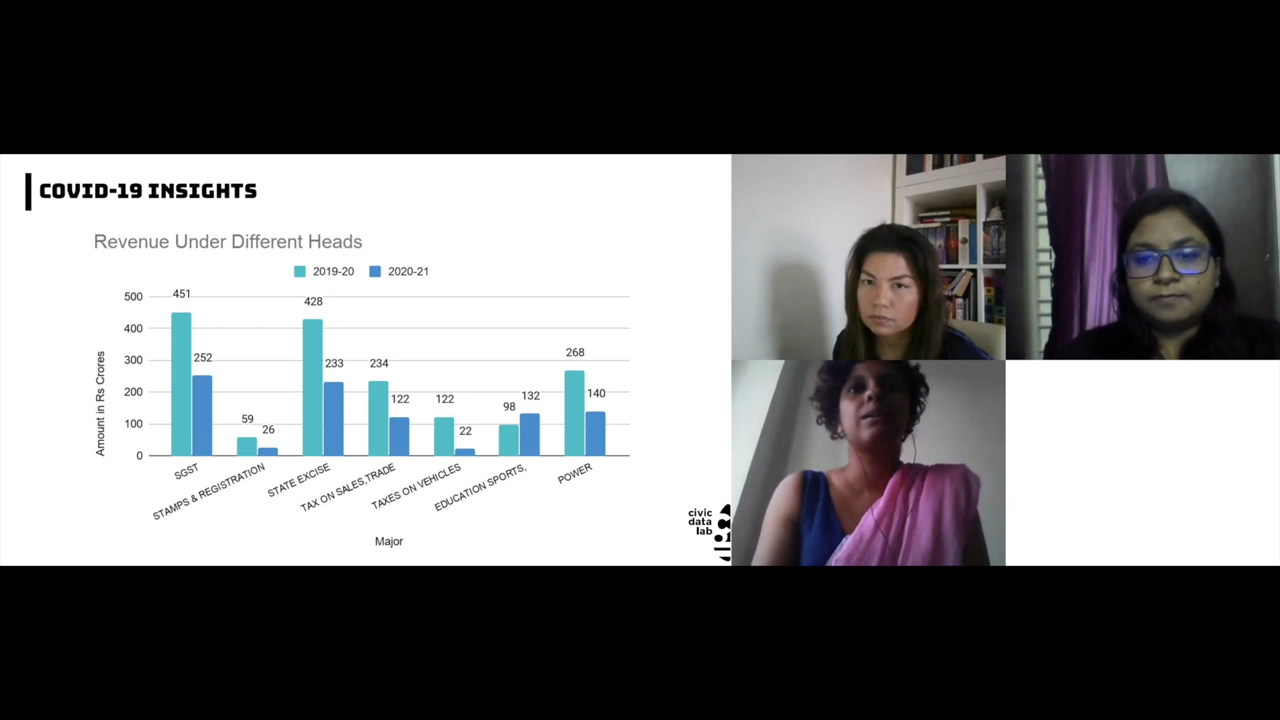 COVID-19 INSIGHTS
Revenue Under Different Heads
2019-20 2020-21
Amount in Rs Crores
500
400
300
200
100
0
451
252
59
26
428
233
234
122
122
22
98
132
268
140
SGST
STAMPS & REGISTRATION
STATE EXCISE
TAX ON SALES,TRADE
TAXES ON VEHICLES
EDUCATION SPORTS,
POWER
Major
civic
data
lab